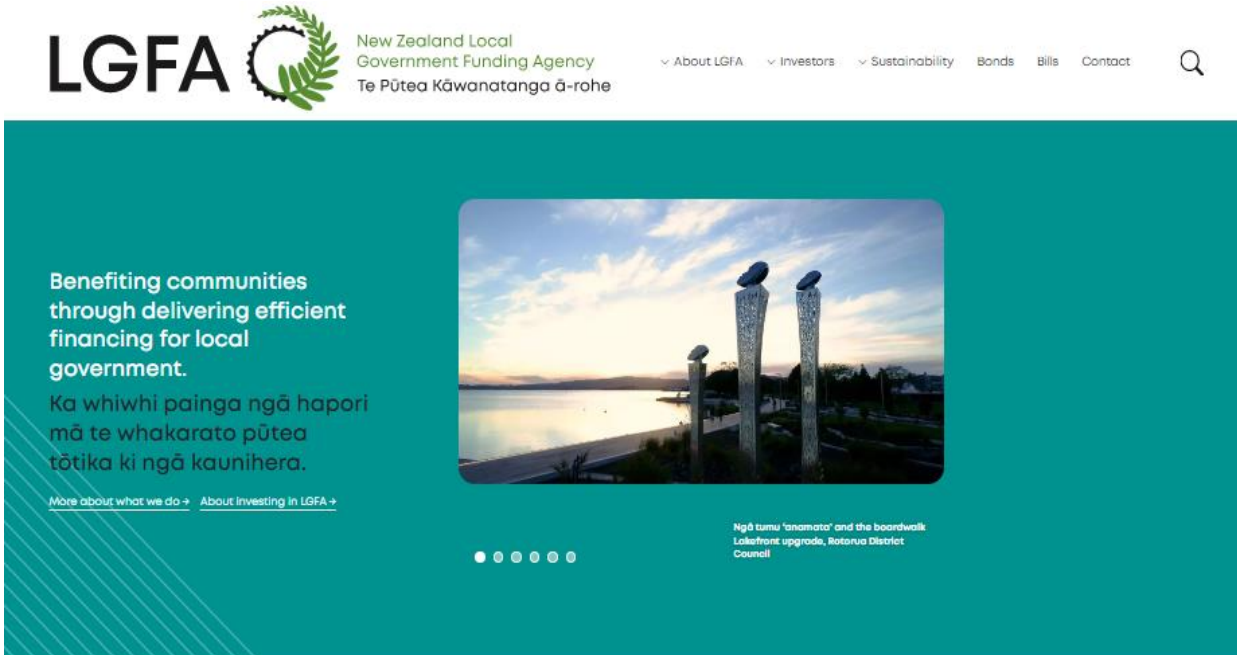 LGFA
New Zealand Local
Government Funding Agency
Te Pūtea Kāwanatanga ā-rohe
About LGFA
Investors
Sustainability
Bonds
Bills
Contact
Benefiting communities
through delivering efficient
financing for local
government.
Ka whiwhi painga ngā hapori
mā te whakarato pūtea
tōtika ki ngā kaunihera.
More about what we do → About investing in LGFA →
Ngā tumu 'anamata' and the boardwalk
Lakefront upgrade, Rotorua District
Council